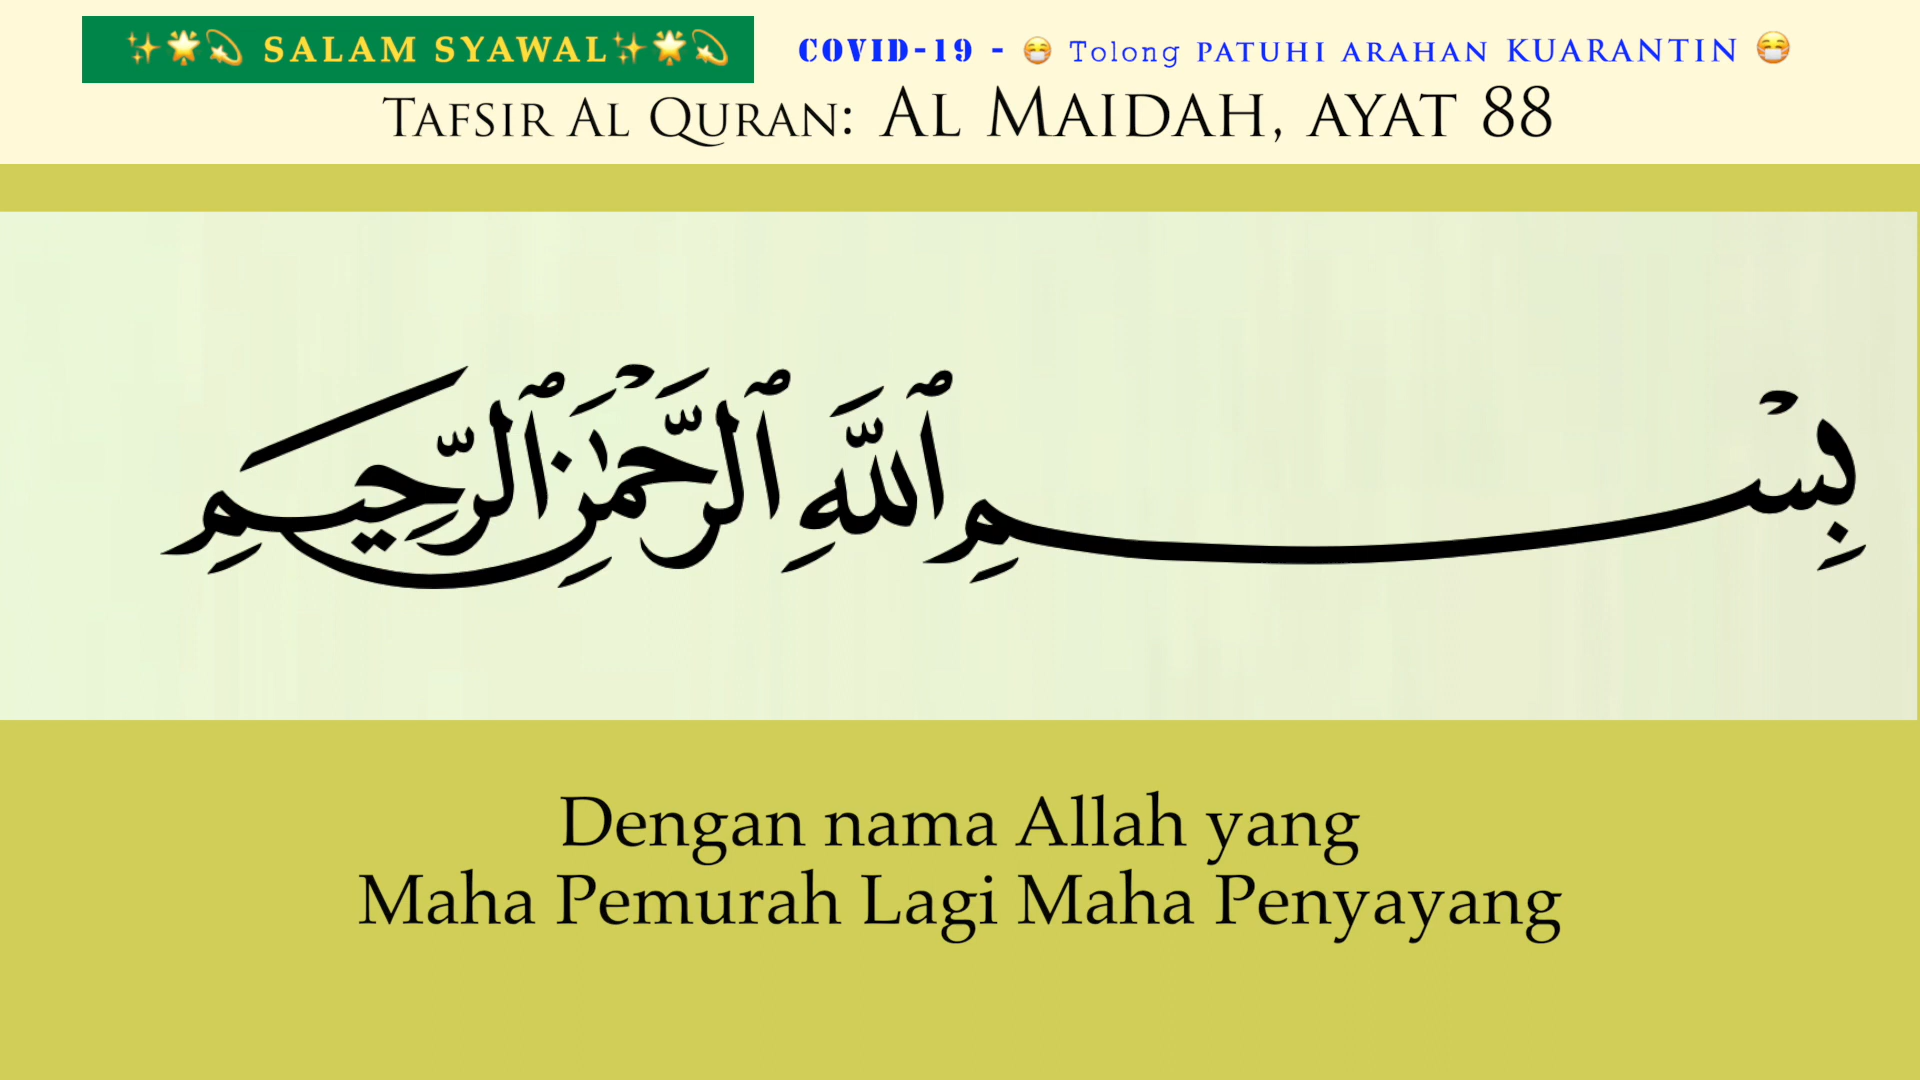 ✨🌟💫 SALAM SYAWAL✨🌟💫 COVID-19 - 😷 Tolong PATUHI ARAHAN KUARANTIN 😷
TAFSIR AL QURAN: AL MAIDAH, AYAT 88
بِسْمِ ٱللَّهِ ٱلرَّحْمَٰنِ ٱلرَّحِيمِ
Dengan nama Allah yang
Maha Pemurah Lagi Maha Penyayang